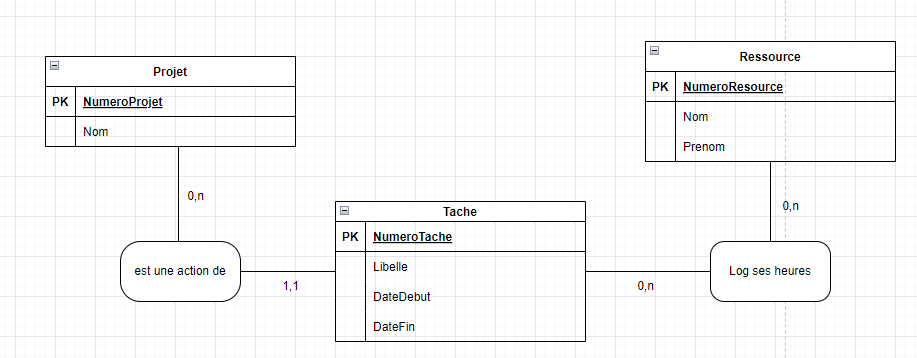 Projet
PK NumeroProjet
Nom
0,n
est une action de
1,1
Tache
PK NumeroTache
Libelle
DateDebut
DateFin
0,n
Log ses heures
0,n
Ressource
PK NumeroResource
Nom
Prenom